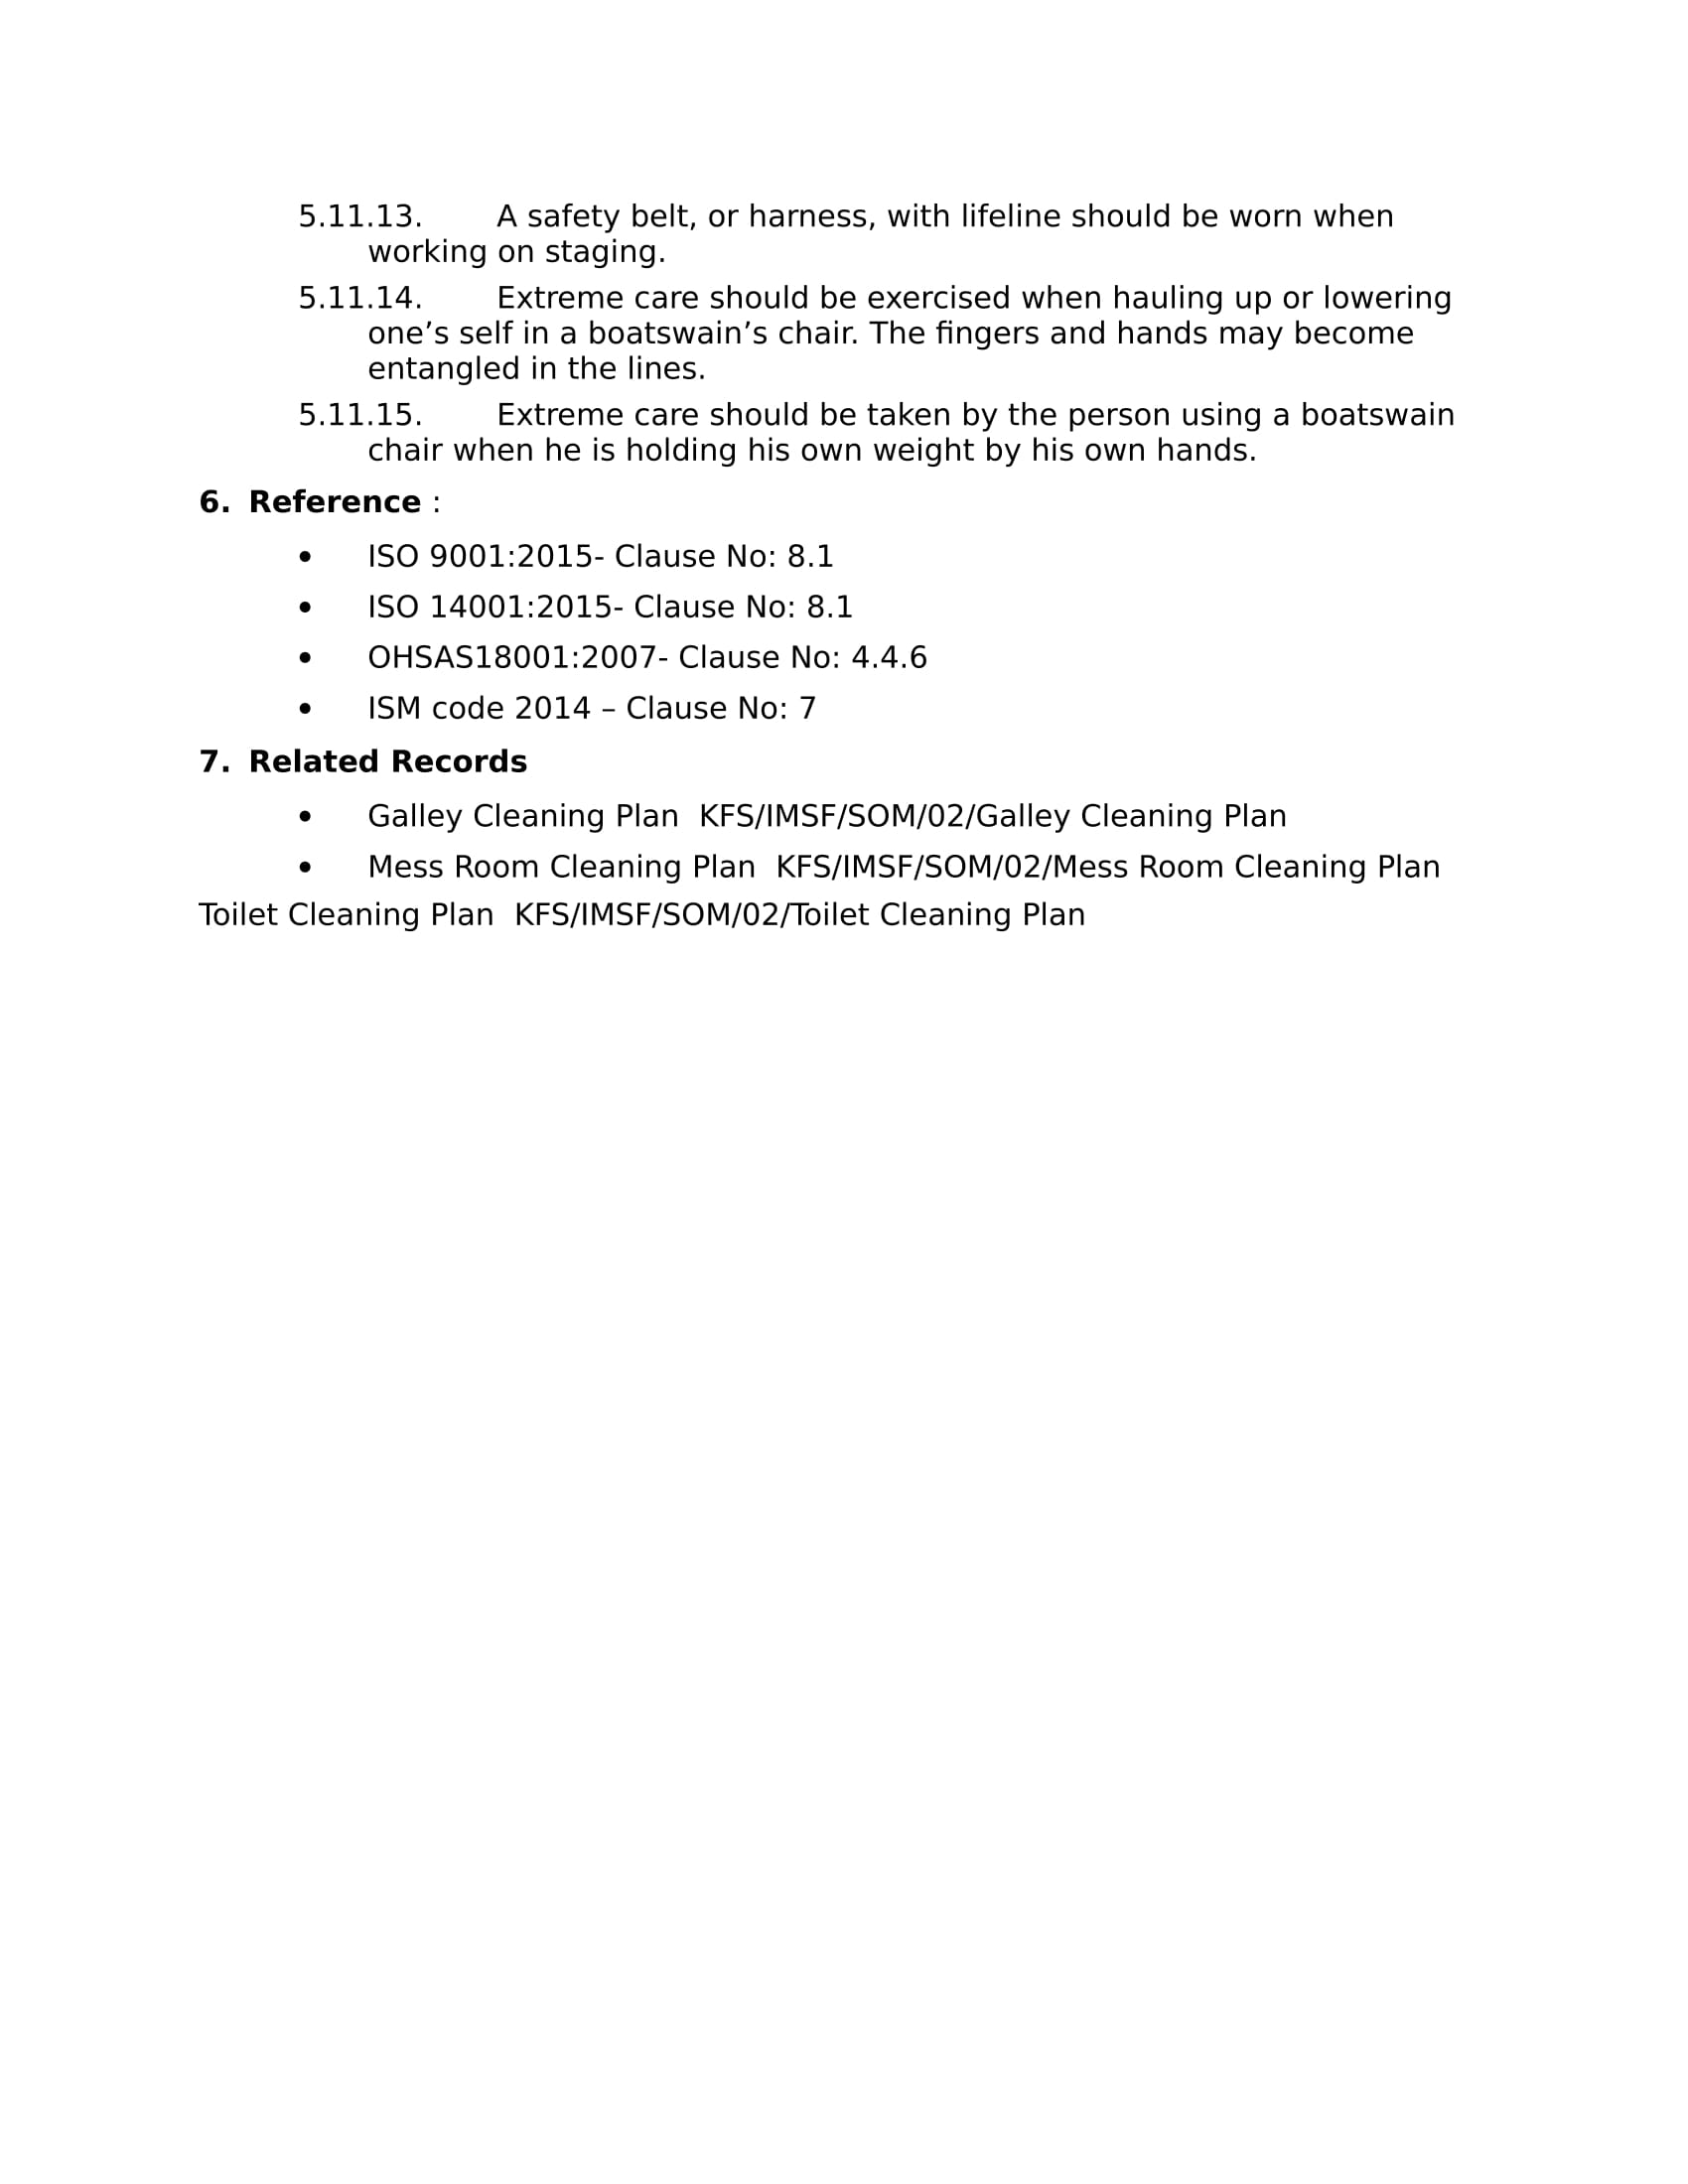 5.11.13. A safety belt, or harness, with lifeline should be worn when
working on staging.
5.11.14. Extreme care should be exercised when hauling up or lowering
one’s self in a boatswain’s chair. The fingers and hands may become
entangled in the lines.
5.11.15. Extreme care should be taken by the person using a boatswain
chair when he is holding his own weight by his own hands.
6. Reference :
• ISO 9001:2015- Clause No: 8.1
• ISO 14001:2015- Clause No: 8.1
• OHSAS18001:2007- Clause No: 4.4.6
• ISM code 2014 – Clause No: 7
7. Related Records
• Galley Cleaning Plan  KFS/IMSF/SOM/02/Galley Cleaning Plan
• Mess Room Cleaning Plan  KFS/IMSF/SOM/02/Mess Room Cleaning Plan
Toilet Cleaning Plan  KFS/IMSF/SOM/02/Toilet Cleaning Plan